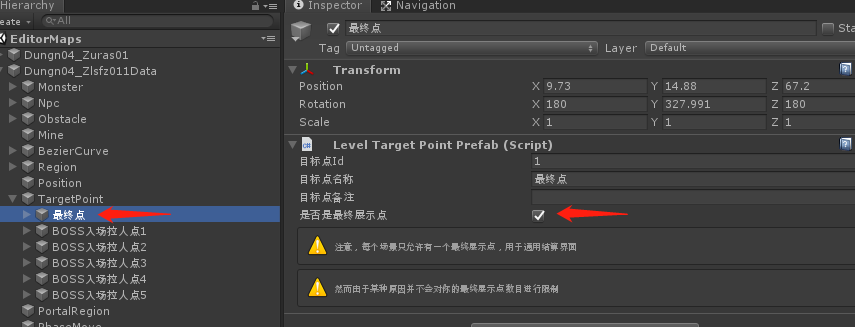 Hierarchy
Inspector
Navigation
eate
All
最终点
Sta
EditorMaps
Tag
Untagged
Layer
Default
Dungn04_Zuras01
Dungn04_Zlsfz011Data
Transform
Monster
Position
X 9.73
Y 14.88
Z 67.2
Npc
Rotation
X 180
Y 327.991
Z 180
Obstacle
Scale
X 1
Y 1
Z 1
Mine
BezierCurve
Level Target Point Prefab (Script)
Region
目标点Id
1
Position
目标点名称
最终点
TargetPoint
目标点备注
最终点
是否是最终展示点
BOSS入场拉人点1
BOSS入场拉人点2
注意，每个场景只允许有一个最终展示点，用于通用结算界面
BOSS入场拉人点3
BOSS入场拉人点4
然而由于某种原因并不会对你的最终展示点数目进行限制
BOSS入场拉人点5
PortalRegion
PhaseMove